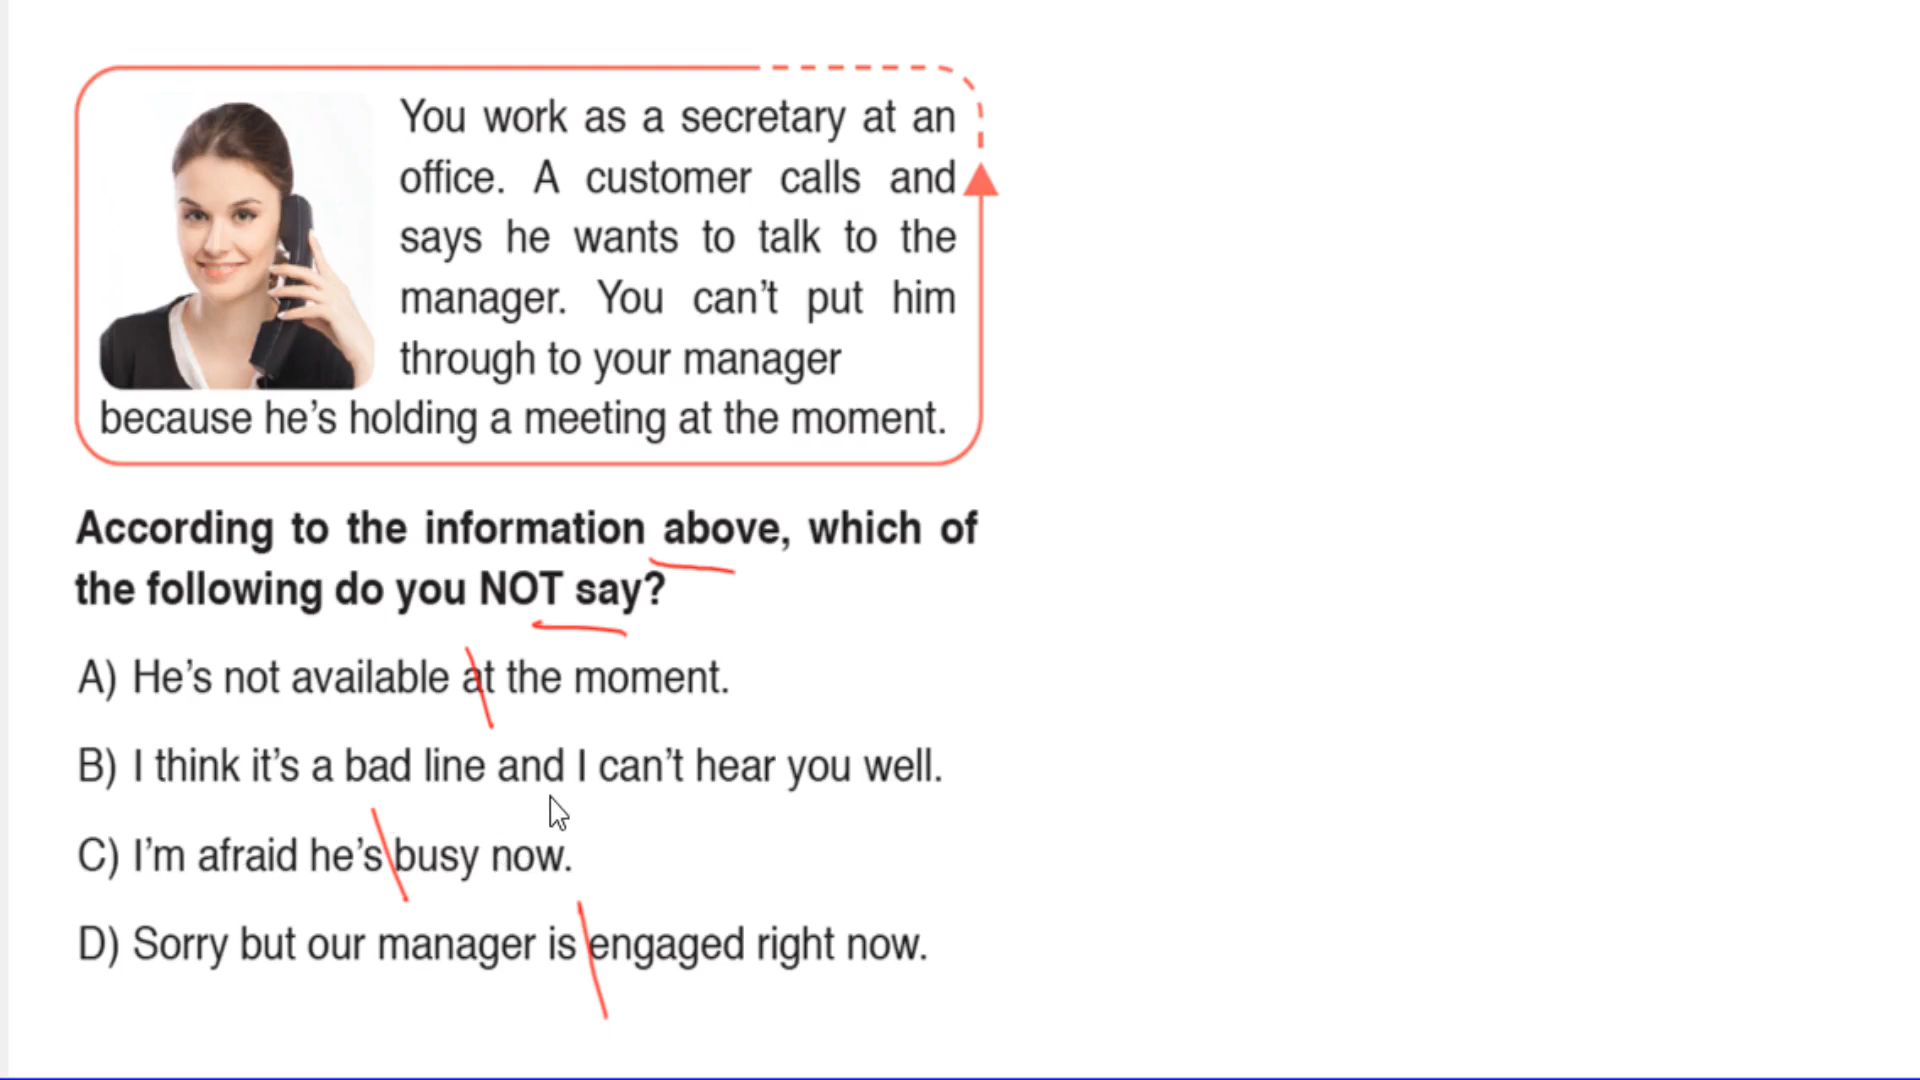 You work as a secretary at an
office. A customer calls and
says he wants to talk to the
manager. You can’t put him
through to your manager
because he’s holding a meeting at the moment.
According to the information above, which of
the following do you NOT say?
A) He’s not available at the moment.
B) I think it’s a bad line and I can’t hear you well.
C) I’m afraid he’s busy now.
D) Sorry but our manager is engaged right now.